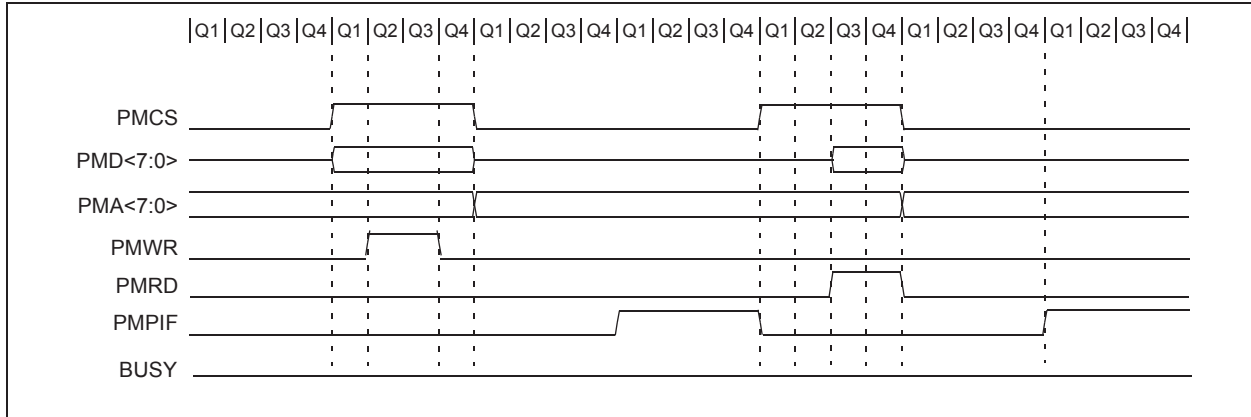 Q1 Q2 Q3 Q4 Q1 Q2 Q3 Q4 Q1 Q2 Q3 Q4 Q1 Q2 Q3 Q4 Q1 Q2 Q3 Q4 Q1 Q2 Q3 Q4 Q1 Q2 Q3 Q4
PMCS
PMD<7:0>
PMA<7:0>
PMWR
PMRD
PMPIF
BUSY